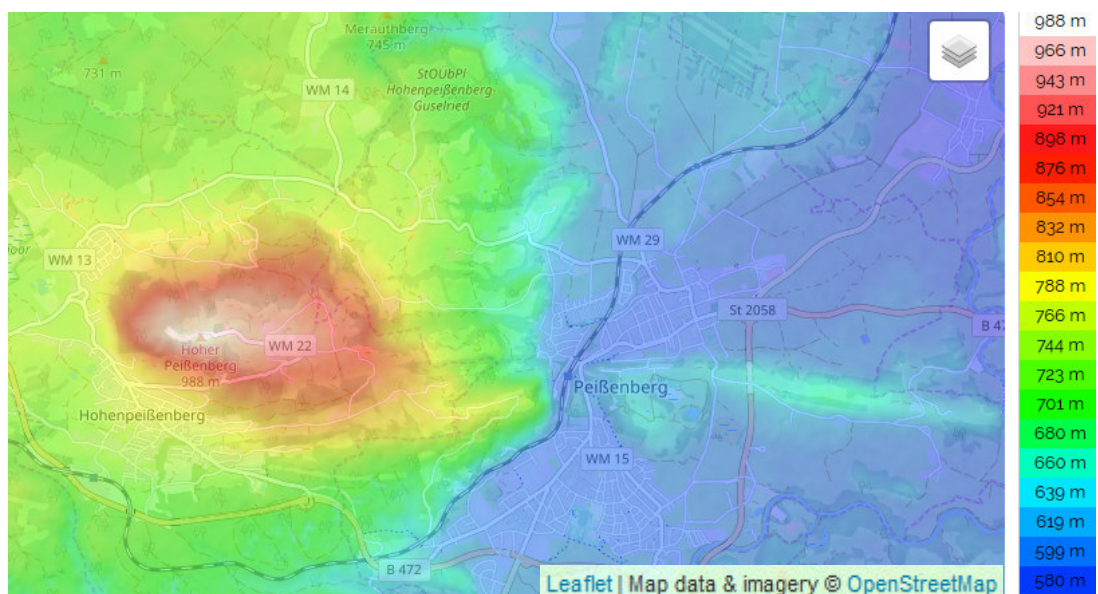 Merauthberg
745 m
731 m
StOUbPl
Hohenpeißenberg-
Guselried
WM 14
WM 13
WM 29
St 2058
WM 22
Hoher
Peißenberg
988 m
Peißenberg
Hohenpeißenberg
WM 15
B 472
Leaflet | Map data & imagery © OpenStreetMap
988 m
966 m
943 m
921 m
898 m
876 m
854 m
832 m
810 m
788 m
766 m
744 m
723 m
701 m
680 m
660 m
639 m
619 m
599 m
580 m